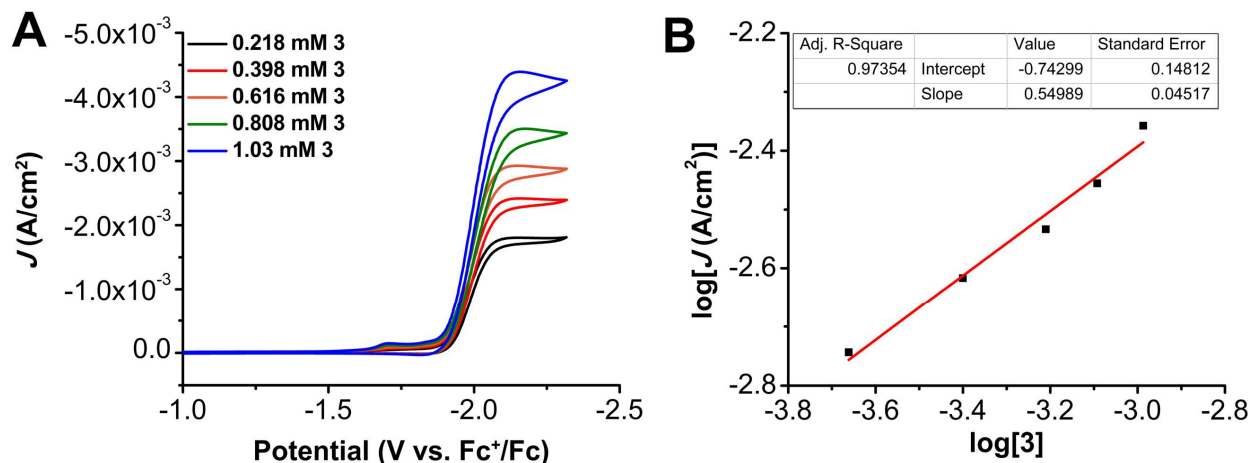 A
0.218 mM 3
0.398 mM 3
0.616 mM 3
0.808 mM 3
1.03 mM 3
J (A/cm²)
-5.0x10⁻³
-4.0x10⁻³
-3.0x10⁻³
-2.0x10⁻³
-1.0x10⁻³
0.0
-1.0 -1.5 -2.0 -2.5
Potential (V vs. Fc⁺/Fc)
B
Adj. R-Square Value Standard Error
0.97354 Intercept -0.74299 0.14812
Slope 0.54989 0.04517
log[J (A/cm²)]
-2.2
-2.4
-2.6
-2.8
-3.8 -3.6 -3.4 -3.2 -3.0 -2.8
log[3]